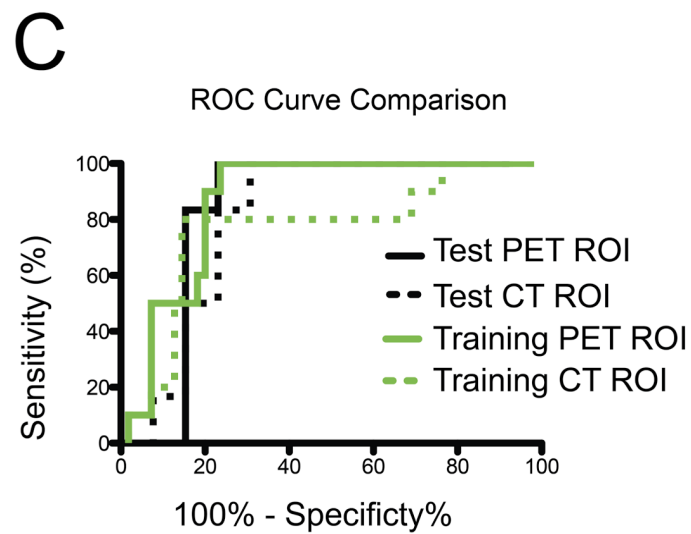 C
ROC Curve Comparison
100
80
60
40
20
0
Sensitivity (%)
0 20 40 60 80 100
100% - Specificty%
Test PET ROI
Test CT ROI
Training PET ROI
Training CT ROI